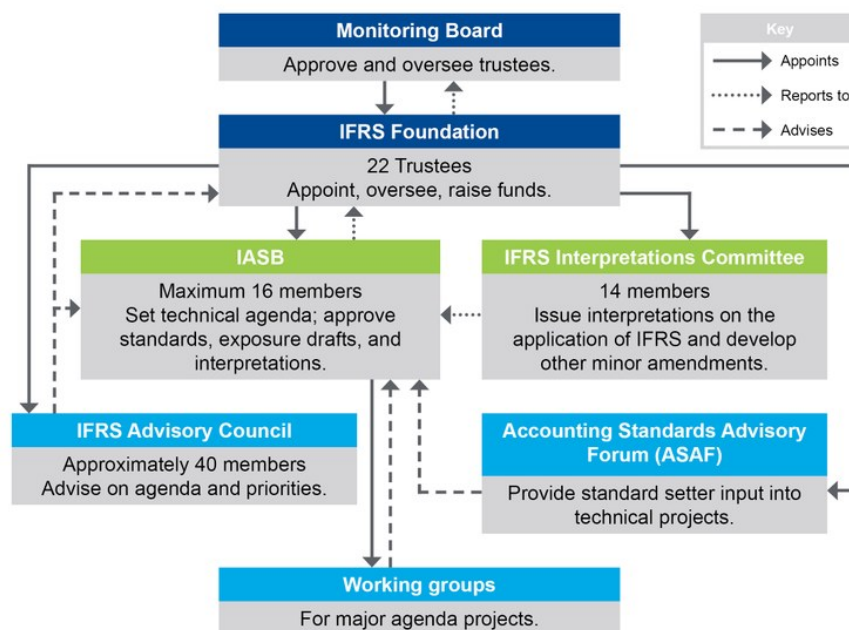 Monitoring Board
Approve and oversee trustees.
Key
Appoints
Reports to
Advises
IFRS Foundation
22 Trustees
Appoint, oversee, raise funds.
IASB
Maximum 16 members
Set technical agenda; approve
standards, exposure drafts, and
interpretations.
IFRS Interpretations Committee
14 members
Issue interpretations on the
application of IFRS and develop
other minor amendments.
IFRS Advisory Council
Approximately 40 members
Advise on agenda and priorities.
Accounting Standards Advisory
Forum (ASAF)
Provide standard setter input into
technical projects.
Working groups
For major agenda projects.